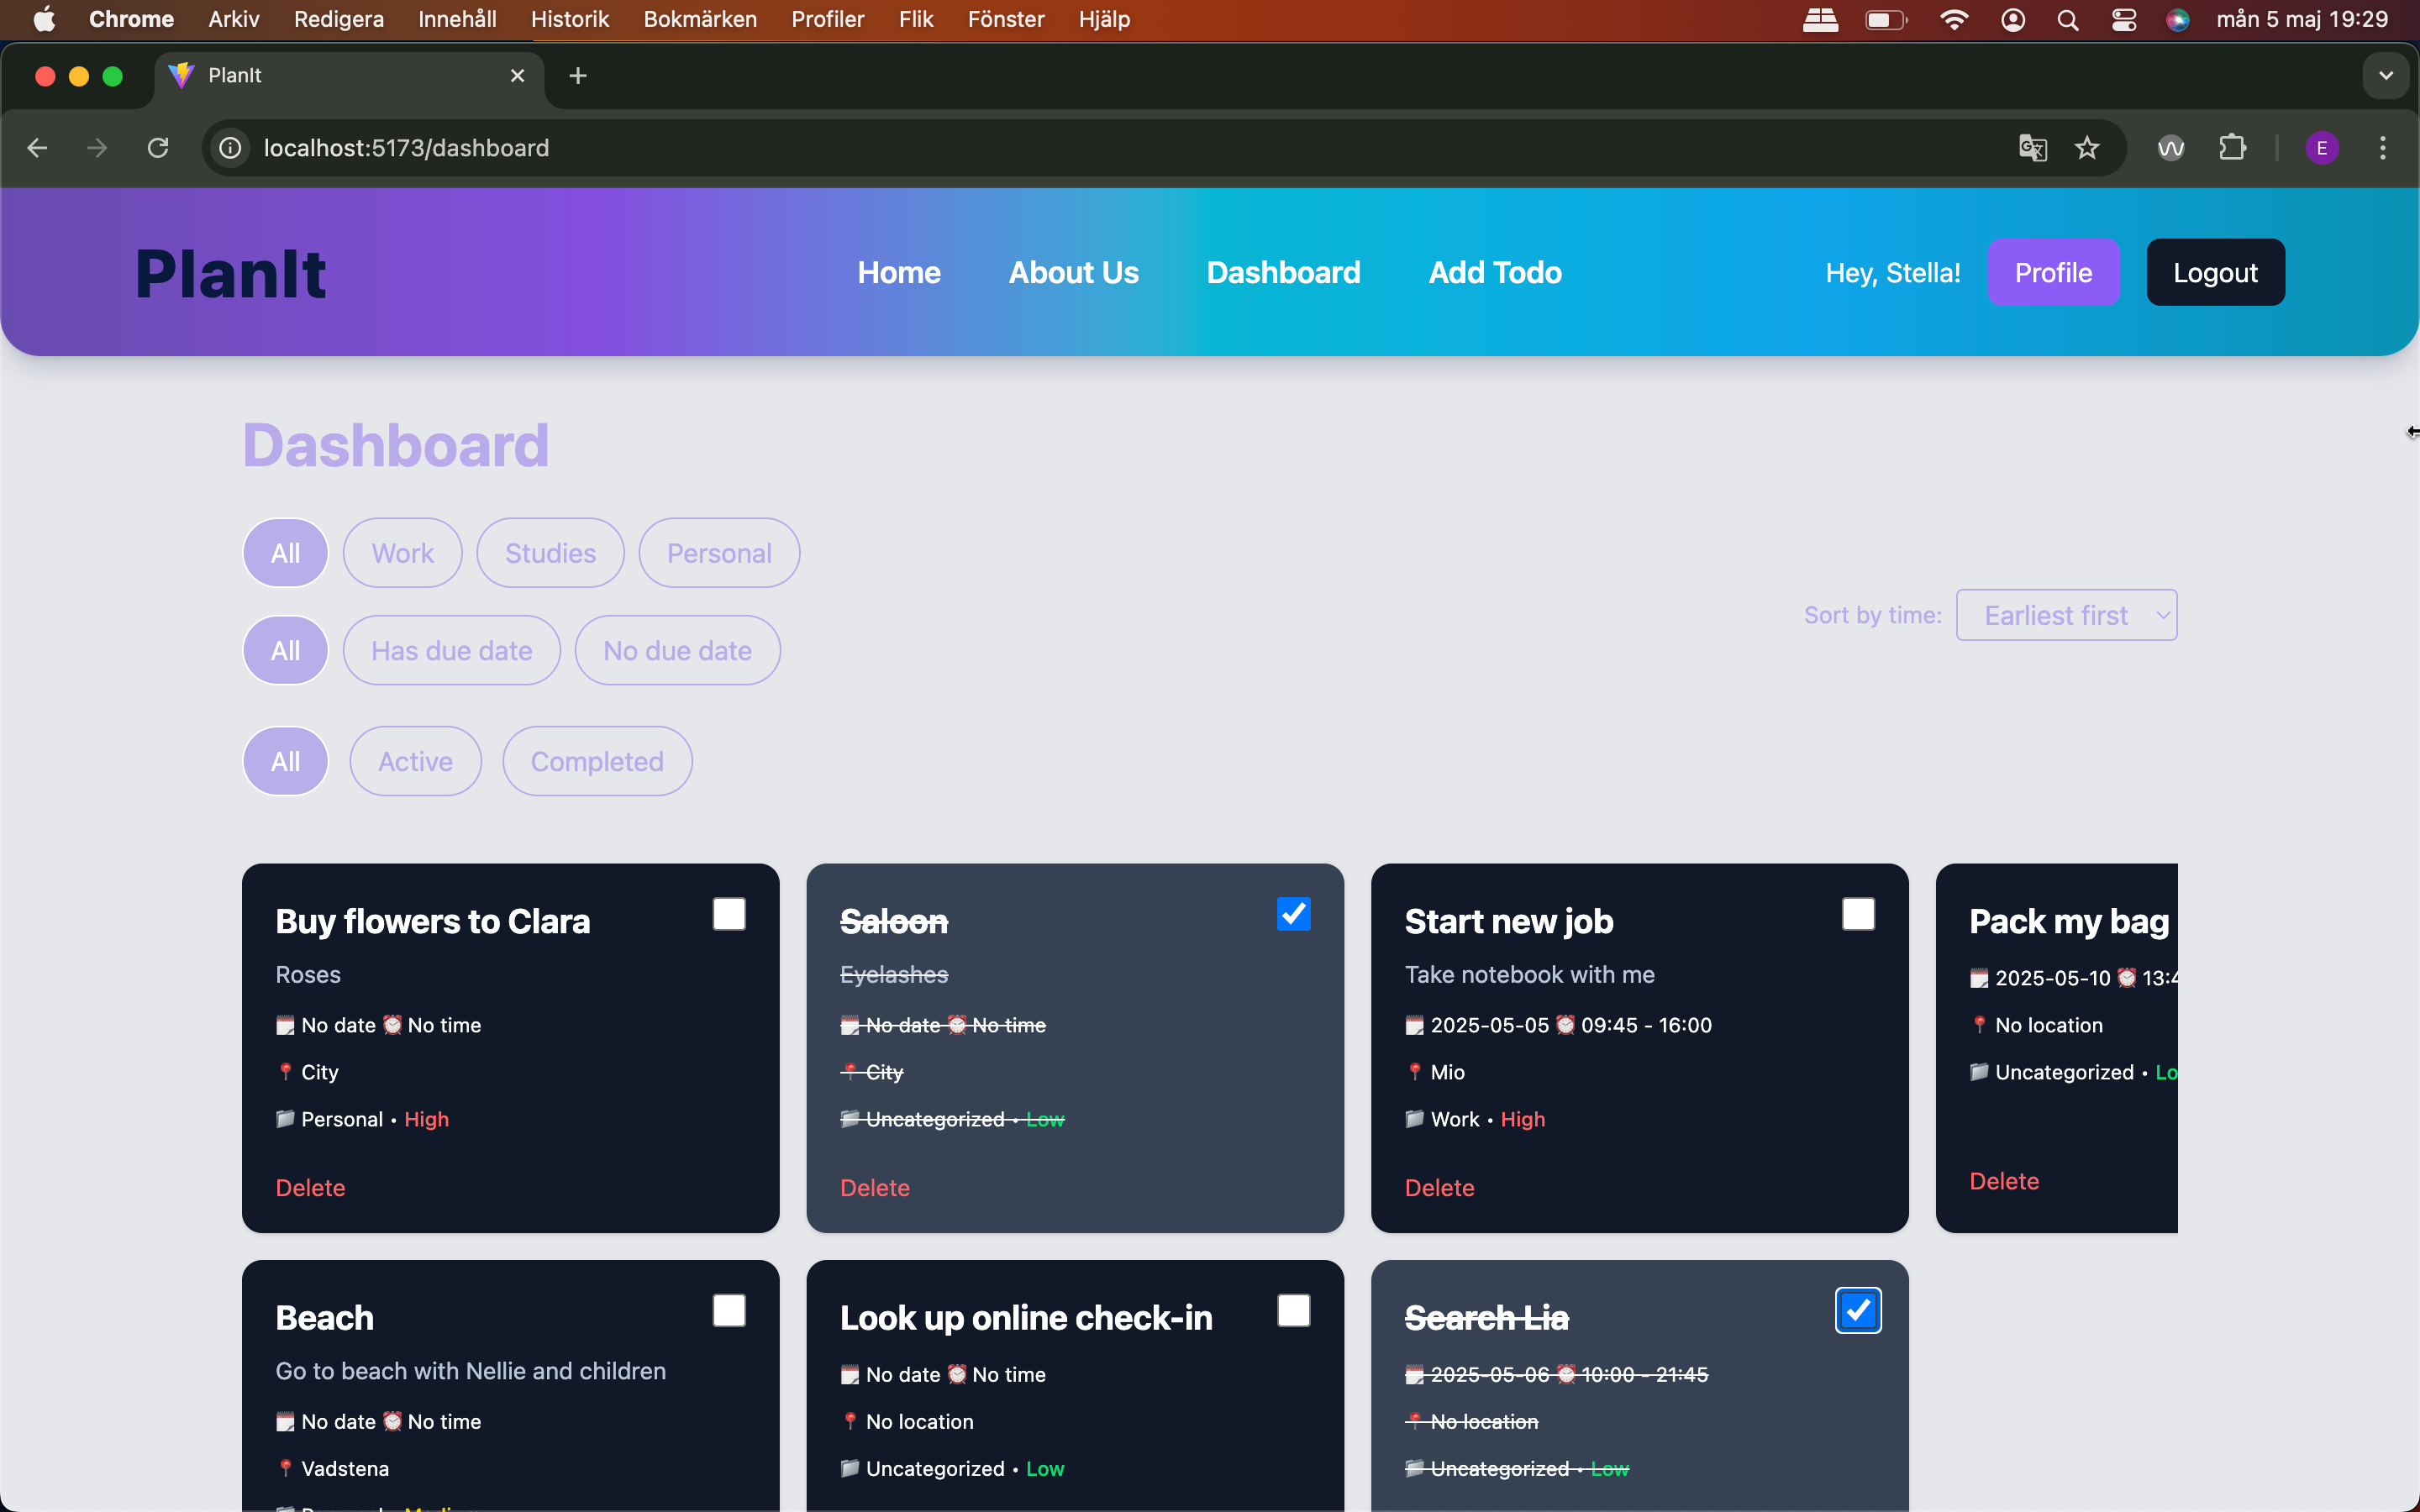 Chrome Arkiv Redigera Innehåll Historik Bokmärken Profiler Flik Fönster Hjälp mån 5 maj 19:29
PlanIt
localhost:5173/dashboard E
PlanIt Home About Us Dashboard Add Todo Hey, Stella! Profile Logout
Dashboard
All Work Studies Personal
Sort by time: Earliest first
All Has due date No due date
All Active Completed
Buy flowers to Clara
Roses
No date No time
City
Personal • High
Delete
Saloon
Eyelashes
No date No time
City
Uncategorized • Low
Delete
Start new job
Take notebook with me
2025-05-05 09:45 - 16:00
Mio
Work • High
Delete
Pack my bag
2025-05-10 13:4
No location
Uncategorized • Lo
Delete
Beach
Go to beach with Nellie and children
No date No time
Vadstena
Look up online check-in
No date No time
No location
Uncategorized • Low
Search Lia
2025-05-06 10:00 - 21:45
No location
Uncategorized • Low